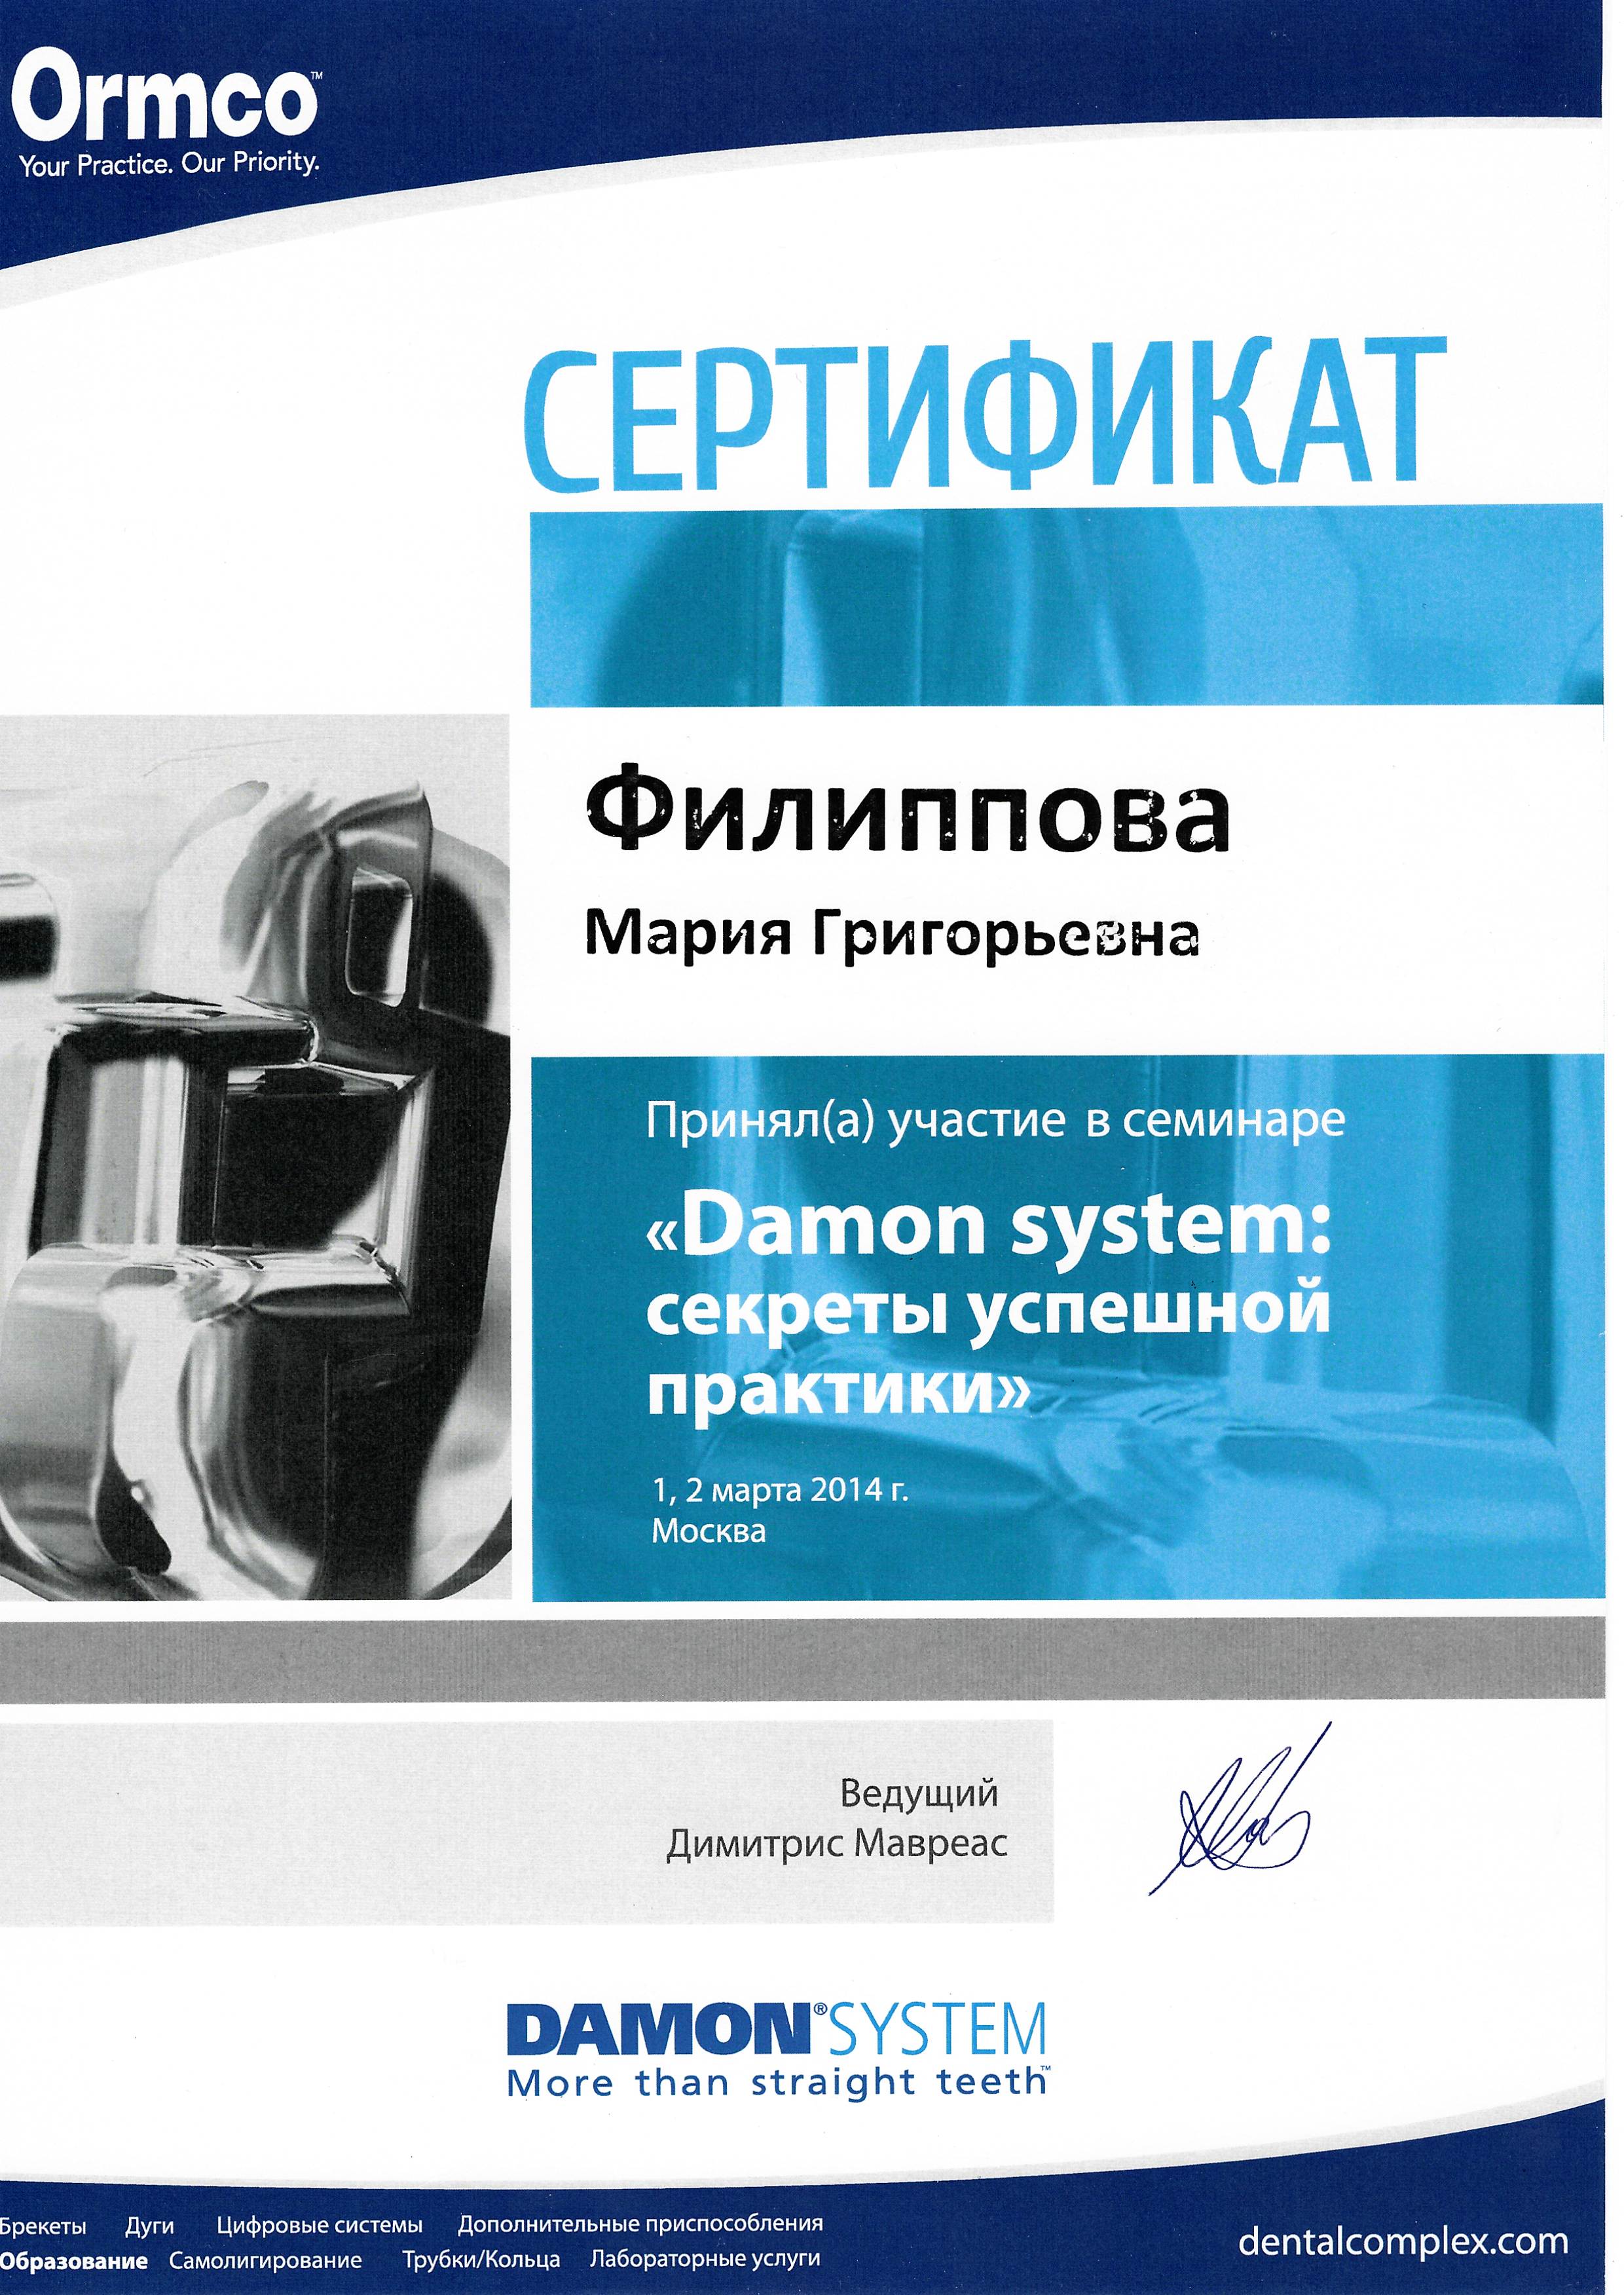 Ormco™
Your Practice. Our Priority.
СЕРТИФИКАТ
Филиппова
Мария Григорьевна
Принял(а) участие в семинаре
«Damon system:
секреты успешной
практики»
1, 2 марта 2014 г.
Москва
Ведущий
Димитрис Мавреас
DAMON®SYSTEM
More than straight teeth™
Брекеты Дуги Цифровые системы Дополнительные приспособления
Образование Самолигирование Трубки/Кольца Лабораторные услуги
dentalcomplex.com